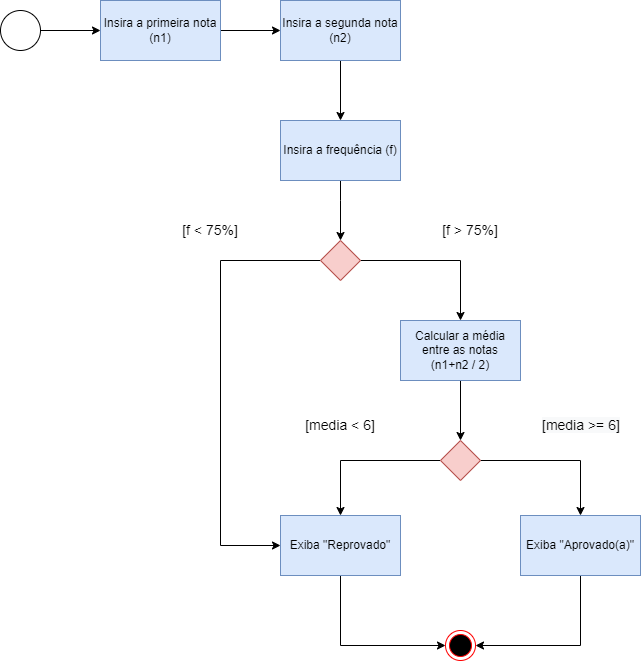 Insira a primeira nota
(n1)
Insira a segunda nota
(n2)
Insira a frequência (f)
[f < 75%]
[f > 75%]
Calcular a média
entre as notas
(n1+n2 / 2)
[media < 6]
[media >= 6]
Exiba "Reprovado"
Exiba "Aprovado(a)"